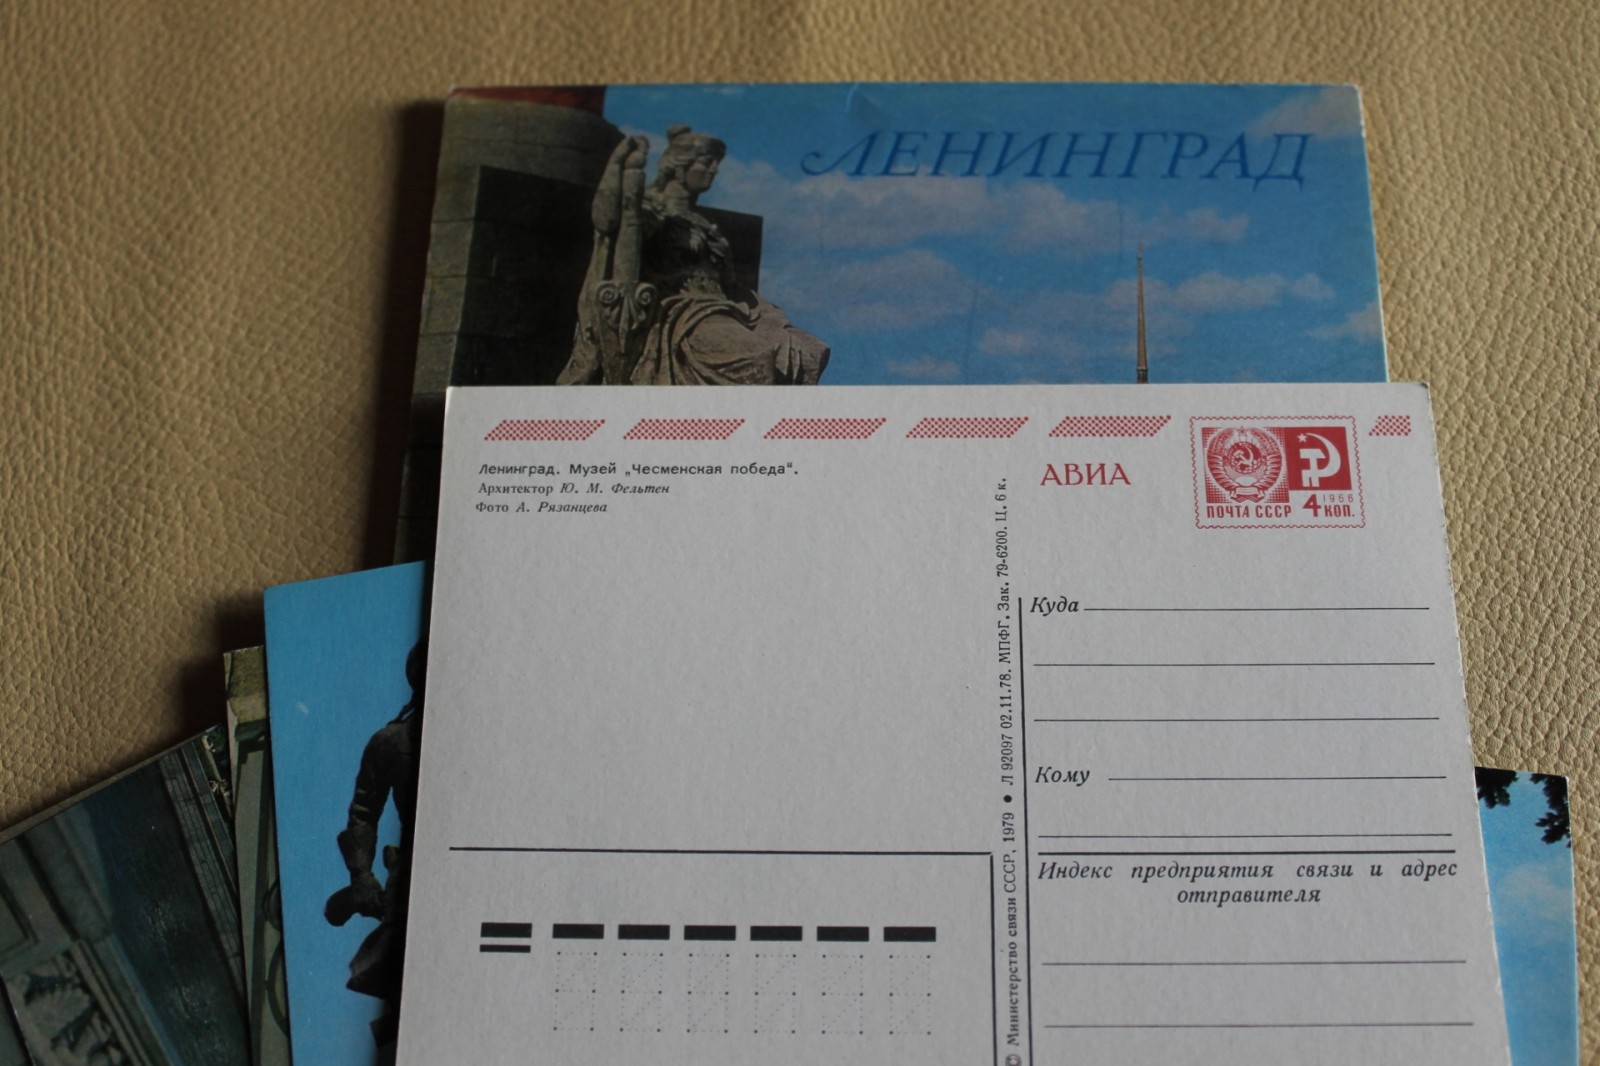 ЛЕНИНГРАД
Ленинград. Музей „Чесменская победа“.
Архитектор Ю. М. Фельтен
Фото А. Рязанцева
АВИА
ПОЧТА СССР 4 1966 КОП.
Куда
Кому
Индекс предприятия связи и адрес
отправителя
© Министерство связи СССР, 1979 ● Л 92097 02.11.78. МПФГ. Зак. 79-6200. Ц. 6 к.